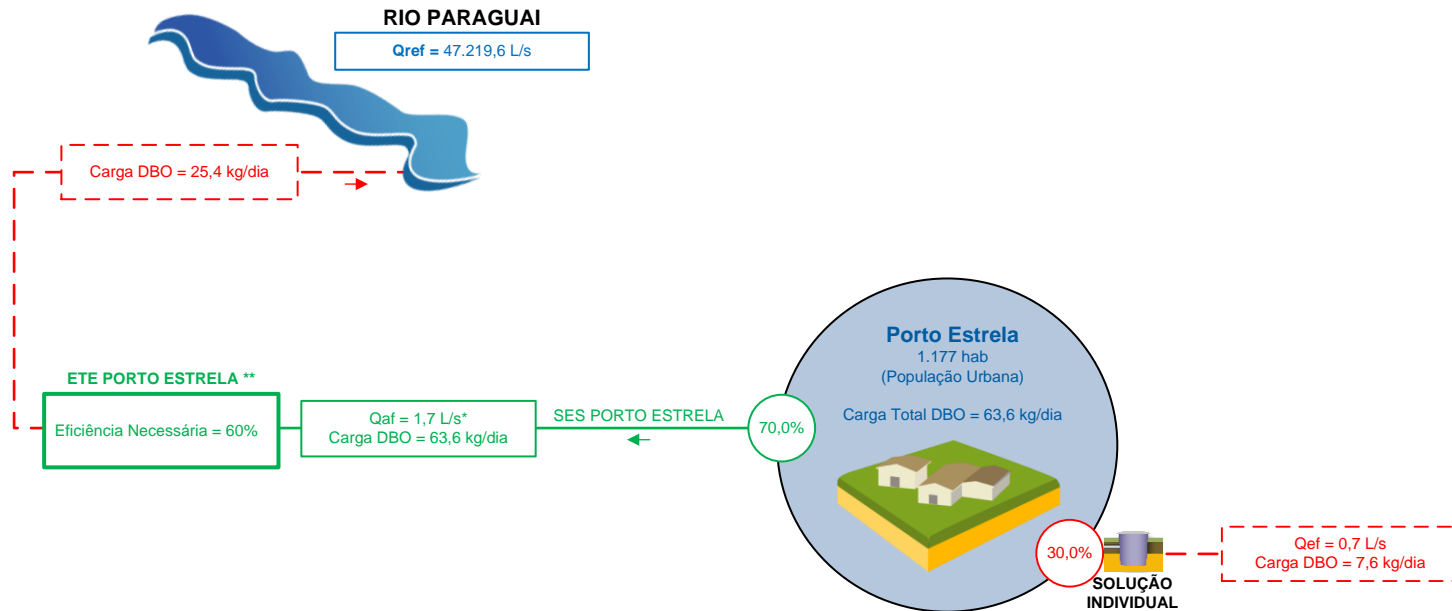 RIO PARAGUAI
Qref = 47.219,6 L/s
Carga DBO = 25,4 kg/dia
ETE PORTO ESTRELA **
Eficiência Necessária = 60%
Qaf = 1,7 L/s*
Carga DBO = 63,6 kg/dia
SES PORTO ESTRELA
70,0%
Porto Estrela
1.177 hab
(População Urbana)
Carga Total DBO = 63,6 kg/dia
30,0%
SOLUÇÃO
INDIVIDUAL
Qef = 0,7 L/s
Carga DBO = 7,6 kg/dia